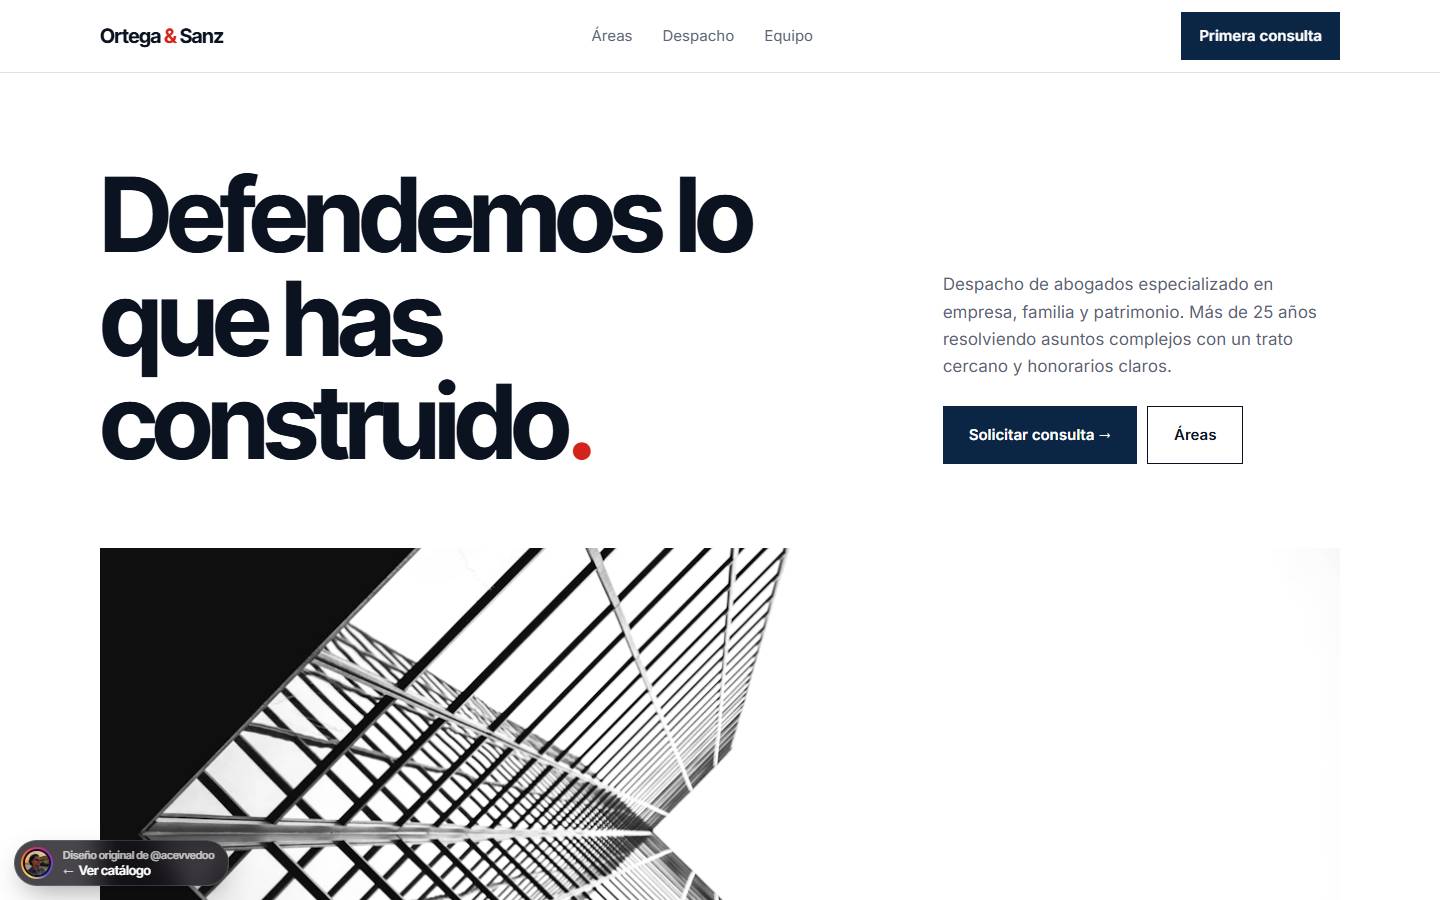 Ortega & Sanz
Áreas
Despacho
Equipo
Primera consulta
Defendemos lo
que has
construido.
Despacho de abogados especializado en
empresa, familia y patrimonio. Más de 25 años
resolviendo asuntos complejos con un trato
cercano y honorarios claros.
Solicitar consulta →
Áreas
Diseño original de @acevvedoo
← Ver catálogo